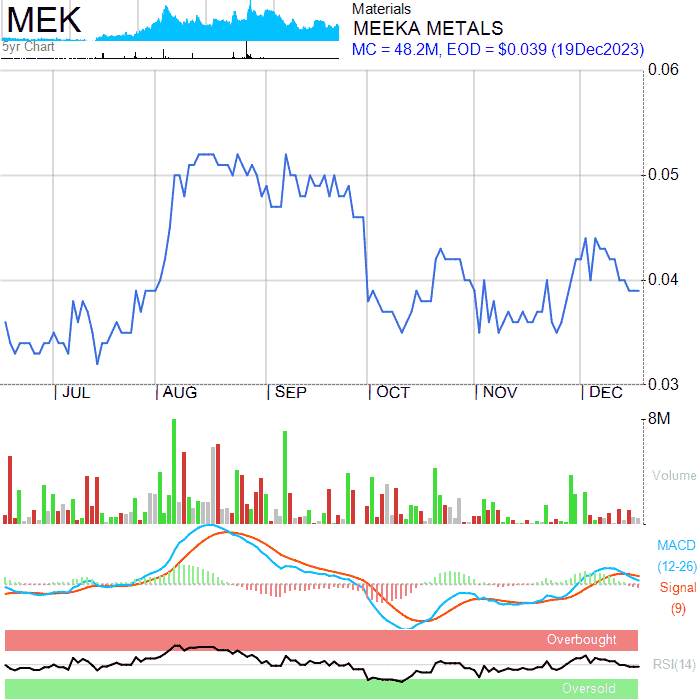 MEK
5yr Chart
Materials
MEEKA METALS
MC = 48.2M, EOD = $0.039 (19Dec2023)
0.06
0.05
0.04
0.03
JUL
AUG
SEP
OCT
NOV
DEC
8M
Volume
MACD
(12-26)
Signal
(9)
Overbought
RSI(14)
Oversold